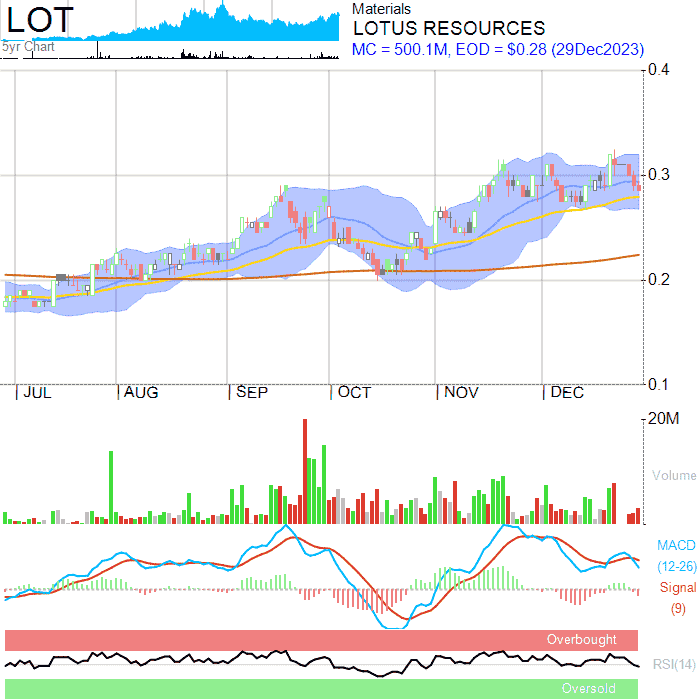 LOT
5yr Chart
Materials
LOTUS RESOURCES
MC = 500.1M, EOD = $0.28 (29Dec2023)
0.4
0.3
0.2
0.1
JUL AUG SEP OCT NOV DEC
20M
Volume
MACD
(12-26)
Signal
(9)
Overbought
RSI(14)
Oversold